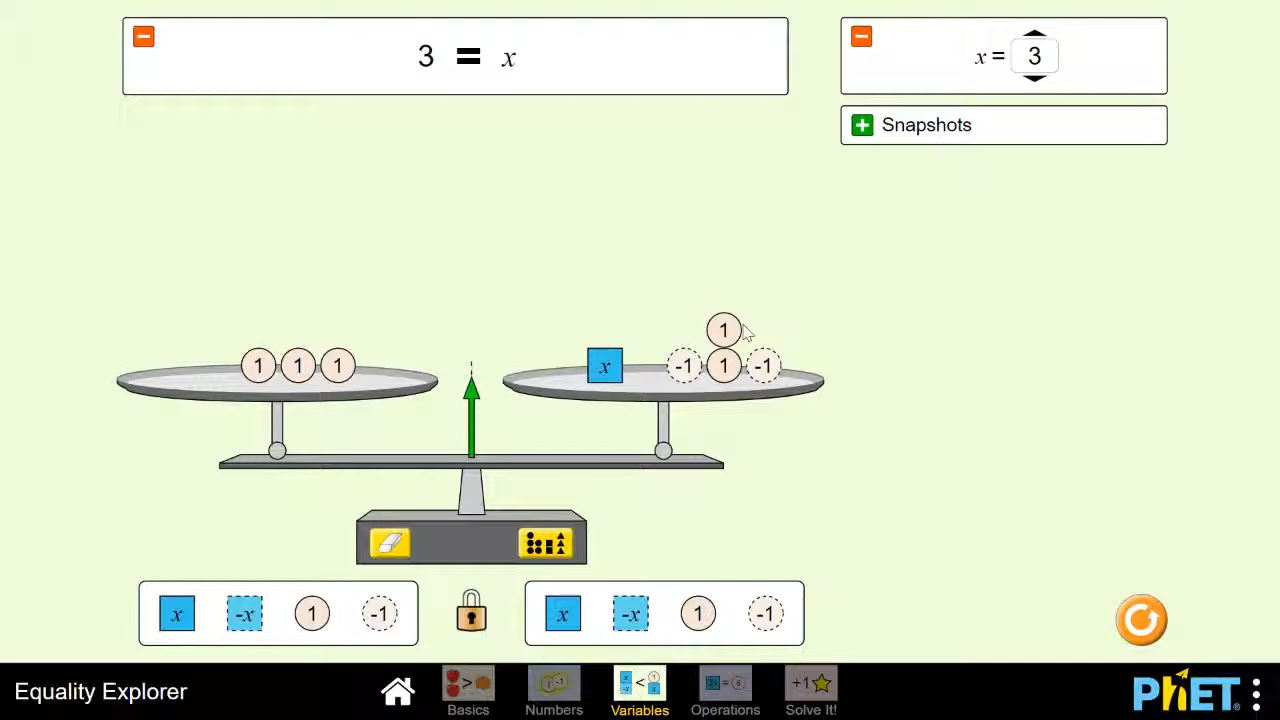 3 = x
x = 3
Snapshots
1
1 1 1 x -1 1 -1
x -x 1 -1 x -x 1 -1
Equality Explorer
Basics
Numbers
Variables
Operations
+1
Solve It!
PhET